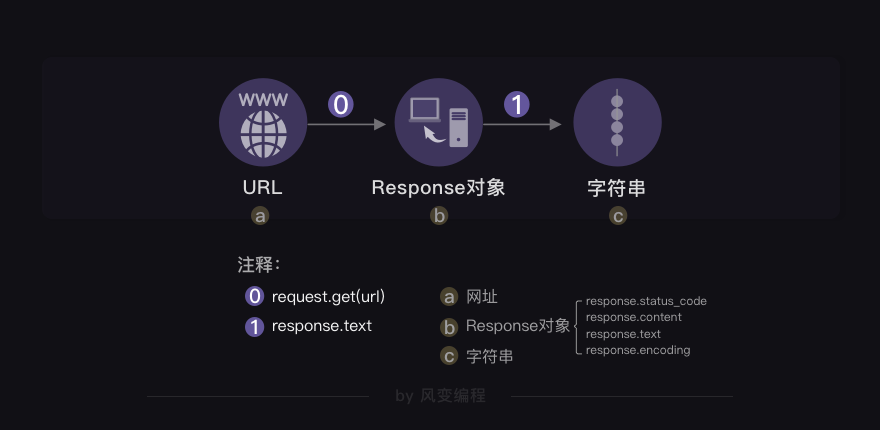 WWW
0
1
URL
Response对象
字符串
a
b
c
注释：
0 request.get(url)
a 网址
1 response.text
b Response对象
response.status_code
response.content
response.text
response.encoding
c 字符串
by 风变编程